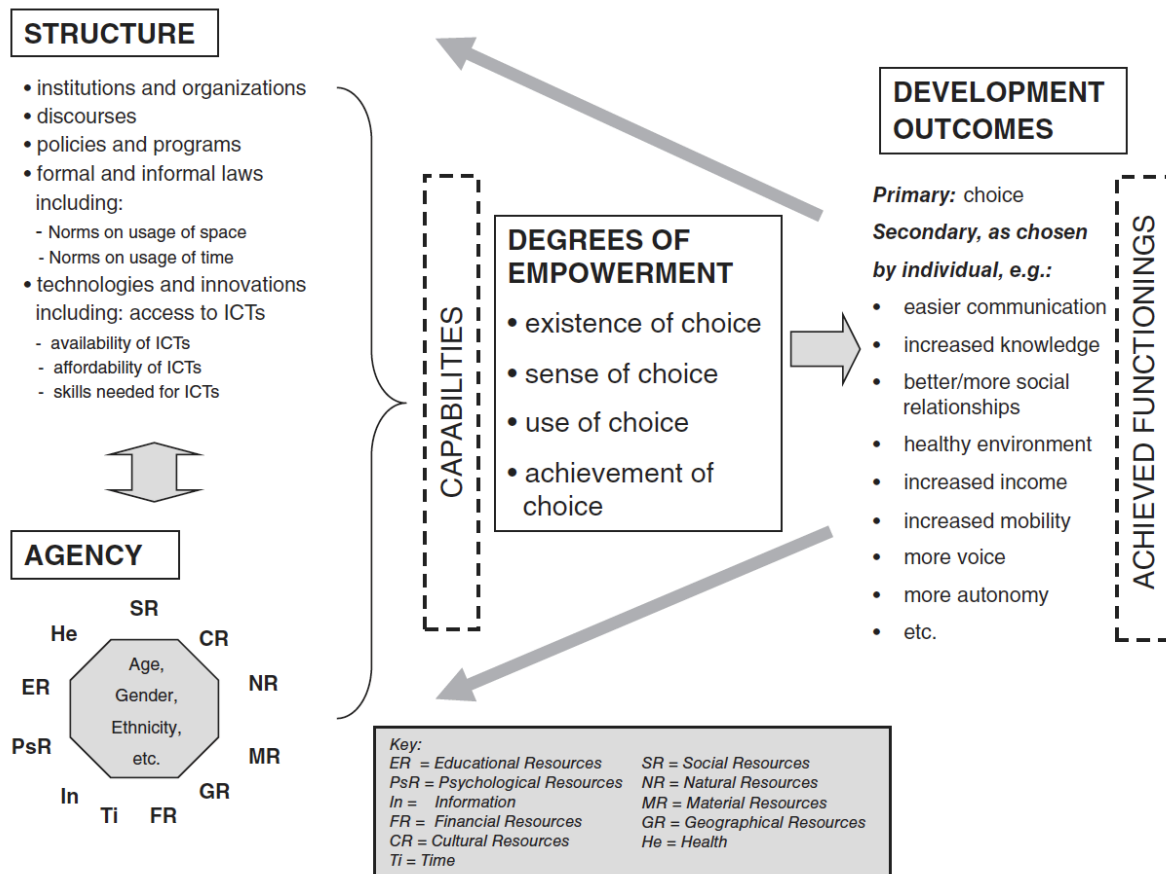 STRUCTURE
• institutions and organizations
• discourses
• policies and programs
• formal and informal laws
including:
- Norms on usage of space
- Norms on usage of time
• technologies and innovations
including: access to ICTs
- availability of ICTs
- affordability of ICTs
- skills needed for ICTs
AGENCY
SR
He
CR
ER
NR
PsR
MR
In
GR
Ti
FR
Age,
Gender,
Ethnicity,
etc.
CAPABILITIES
DEGREES OF
EMPOWERMENT
• existence of choice
• sense of choice
• use of choice
• achievement of
choice
DEVELOPMENT
OUTCOMES
Primary: choice
Secondary, as chosen
by individual, e.g.:
• easier communication
• increased knowledge
• better/more social
relationships
• healthy environment
• increased income
• increased mobility
• more voice
• more autonomy
• etc.
ACHIEVED FUNCTIONINGS
Key:
ER = Educational Resources
PsR = Psychological Resources
In = Information
FR = Financial Resources
CR = Cultural Resources
Ti = Time
SR = Social Resources
NR = Natural Resources
MR = Material Resources
GR = Geographical Resources
He = Health